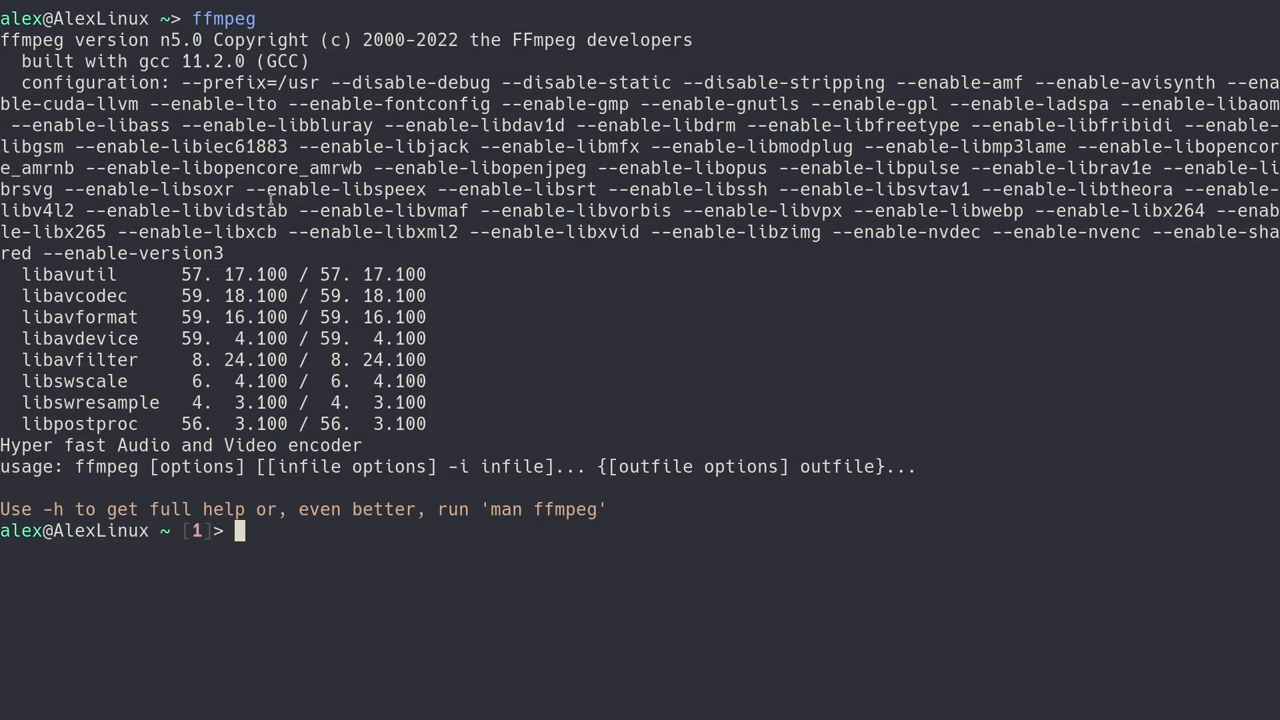 alex@AlexLinux ~> ffmpeg
ffmpeg version n5.0 Copyright (c) 2000-2022 the FFmpeg developers
  built with gcc 11.2.0 (GCC)
  configuration: --prefix=/usr --disable-debug --disable-static --disable-stripping --enable-amf --enable-avisynth --ena
ble-cuda-llvm --enable-lto --enable-fontconfig --enable-gmp --enable-gnutls --enable-gpl --enable-ladspa --enable-libaom
 --enable-libass --enable-libbluray --enable-libdav1d --enable-libdrm --enable-libfreetype --enable-libfribidi --enable-
libgsm --enable-libiec61883 --enable-libjack --enable-libmfx --enable-libmodplug --enable-libmp3lame --enable-libopencor
e_amrnb --enable-libopencore_amrwb --enable-libopenjpeg --enable-libopus --enable-libpulse --enable-librav1e --enable-li
brsvg --enable-libsoxr --enable-libspeex --enable-libsrt --enable-libssh --enable-libsvtav1 --enable-libtheora --enable-
libv4l2 --enable-libvidstab --enable-libvmaf --enable-libvorbis --enable-libvpx --enable-libwebp --enable-libx264 --enab
le-libx265 --enable-libxcb --enable-libxml2 --enable-libxvid --enable-libzimg --enable-nvdec --enable-nvenc --enable-sha
red --enable-version3
  libavutil      57. 17.100 / 57. 17.100
  libavcodec     59. 18.100 / 59. 18.100
  libavformat    59. 16.100 / 59. 16.100
  libavdevice    59.  4.100 / 59.  4.100
  libavfilter     8. 24.100 /  8. 24.100
  libswscale      6.  4.100 /  6.  4.100
  libswresample   4.  3.100 /  4.  3.100
  libpostproc    56.  3.100 / 56.  3.100
Hyper fast Audio and Video encoder
usage: ffmpeg [options] [[infile options] -i infile]... {[outfile options] outfile}...

Use -h to get full help or, even better, run 'man ffmpeg'
alex@AlexLinux ~ [1]>